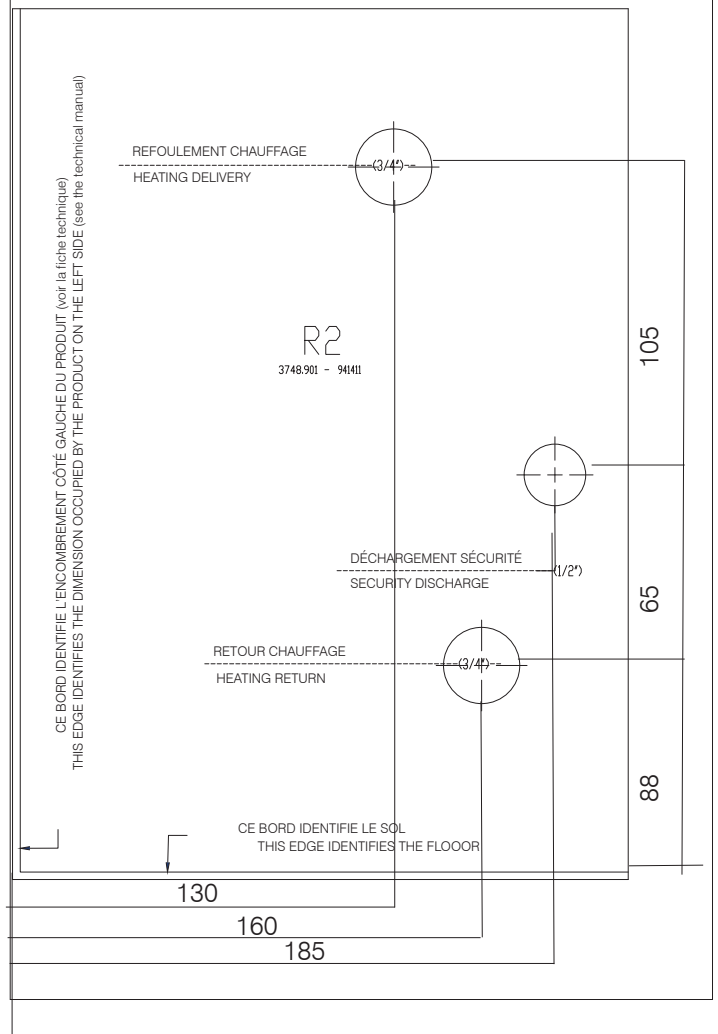 CE BORD IDENTIFIE L'ENCOMBREMENT CÔTÉ GAUCHE DU PRODUIT (voir la fiche technique)
THIS EDGE IDENTIFIES THE DIMENSION OCCUPIED BY THE PRODUCT ON THE LEFT SIDE (see the technical manual)
REFOULEMENT CHAUFFAGE
(3/4")
HEATING DELIVERY
R2
3748.901 - 941411
105
DÉCHARGEMENT SÉCURITÉ
(1/2")
SECURITY DISCHARGE
65
RETOUR CHAUFFAGE
(3/4")
HEATING RETURN
88
CE BORD IDENTIFIE LE SOL
THIS EDGE IDENTIFIES THE FLOOOR
130
160
185